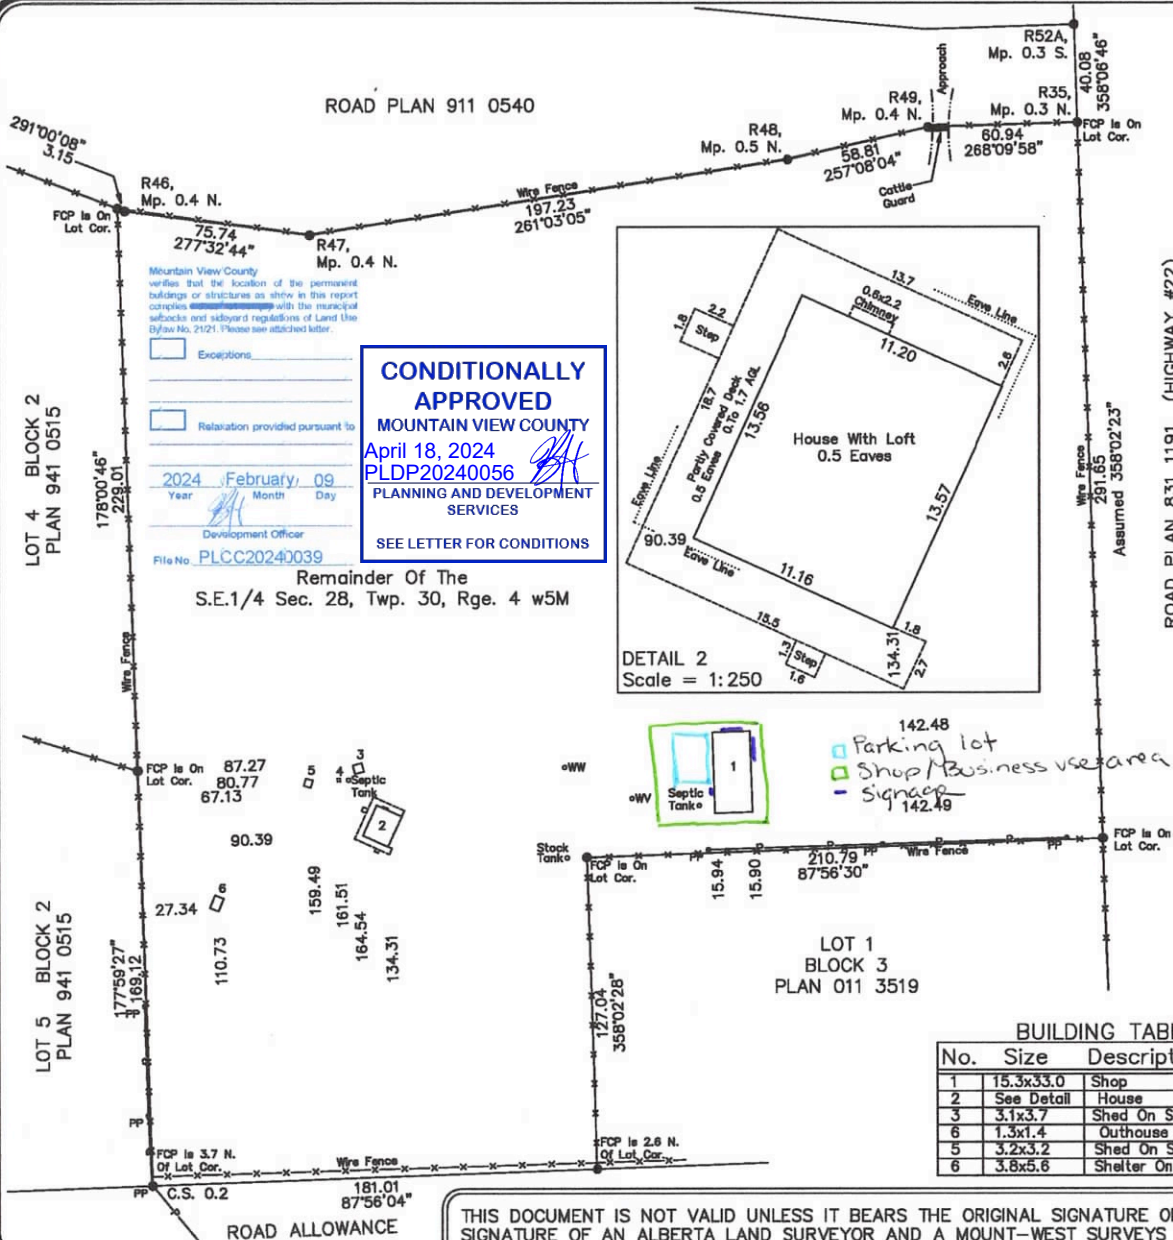 R52A,
Mp. 0.3 S.
40.08
358°06'46"
Approach
ROAD PLAN 911 0540
R49,
Mp. 0.4 N.
R35,
Mp. 0.3 N.
FCP Is On
Lot Cor.
60.94
268°09'58"
R48,
Mp. 0.5 N.
58.81
257°08'04"
Cattle
Guard
291°00'08"
3.15
R46,
Mp. 0.4 N.
FCP Is On
Lot Cor.
75.74
277°32'44"
R47,
Mp. 0.4 N.
Wire Fence
197.23
261°03'05"
Mountain View County
verifies that the location of the permanent
buildings or structures as show in this report
complies with the municipal
setbacks and sideyard regulations of Land Use
Bylaw No. 21/21. Please see attached letter.
Exceptions
Relaxation provided pursuant to
2024 February 09
Year Month Day
Development Officer
File No. PLCC20240039
CONDITIONALLY
APPROVED
MOUNTAIN VIEW COUNTY
April 18, 2024
PLDP20240056
PLANNING AND DEVELOPMENT
SERVICES
SEE LETTER FOR CONDITIONS
LOT 4 BLOCK 2
PLAN 941 0515
178°00'46"
229.01
Wire Fence
Remainder Of The
S.E.1/4 Sec. 28, Twp. 30, Rge. 4 w5M
13.7
Eave Line
0.6x2.2
Chimney
11.20
2.6
2.2
1.8
Step
18.7
Partly Covered Deck
0.5 Eaves 0.To 1.7 AGL
13.56
House With Loft
0.5 Eaves
Eave Line
13.57
90.39
Eave Line
11.16
15.5
1.3
Step
1.6
134.31
1.8
2.7
DETAIL 2
Scale = 1:250
Wire Fence
291.65
Assumed 358°02'23"
ROAD PLAN 831 1191 (HIGHWAY #22)
142.48
Parking lot
Shop/Business use area
Signage
142.49
1
Septic
Tank
WW
WV
FCP Is On
Lot Cor.
87.27
80.77
67.13
5
4
3
Septic
Tank
2
90.39
27.34
6
110.73
159.49
161.51
164.54
134.31
Stock
Tank
FCP Is On
Lot Cor.
PP
P
P
P
P
PP
210.79
87°56'30"
Wire Fence
15.94
15.90
FCP Is On
Lot Cor.
LOT 1
BLOCK 3
PLAN 011 3519
127.04
358°02'28"
LOT 5 BLOCK 2
PLAN 941 0515
177°59'27"
169.12
PP
PP
FCP Is 3.7 N.
Of Lot Cor.
Wire Fence
FCP Is 2.6 N.
Of Lot Cor.
PP
C.S. 0.2
181.01
87°56'04"
ROAD ALLOWANCE
BUILDING TAB
No. Size Descript
1 15.3x33.0 Shop
2 See Detail House
3 3.1x3.7 Shed On S
6 1.3x1.4 Outhouse
5 3.2x3.2 Shed On S
6 3.8x5.6 Shelter On
THIS DOCUMENT IS NOT VALID UNLESS IT BEARS THE ORIGINAL SIGNATURE O
SIGNATURE OF AN ALBERTA LAND SURVEYOR AND A MOUNT-WEST SURVEYS